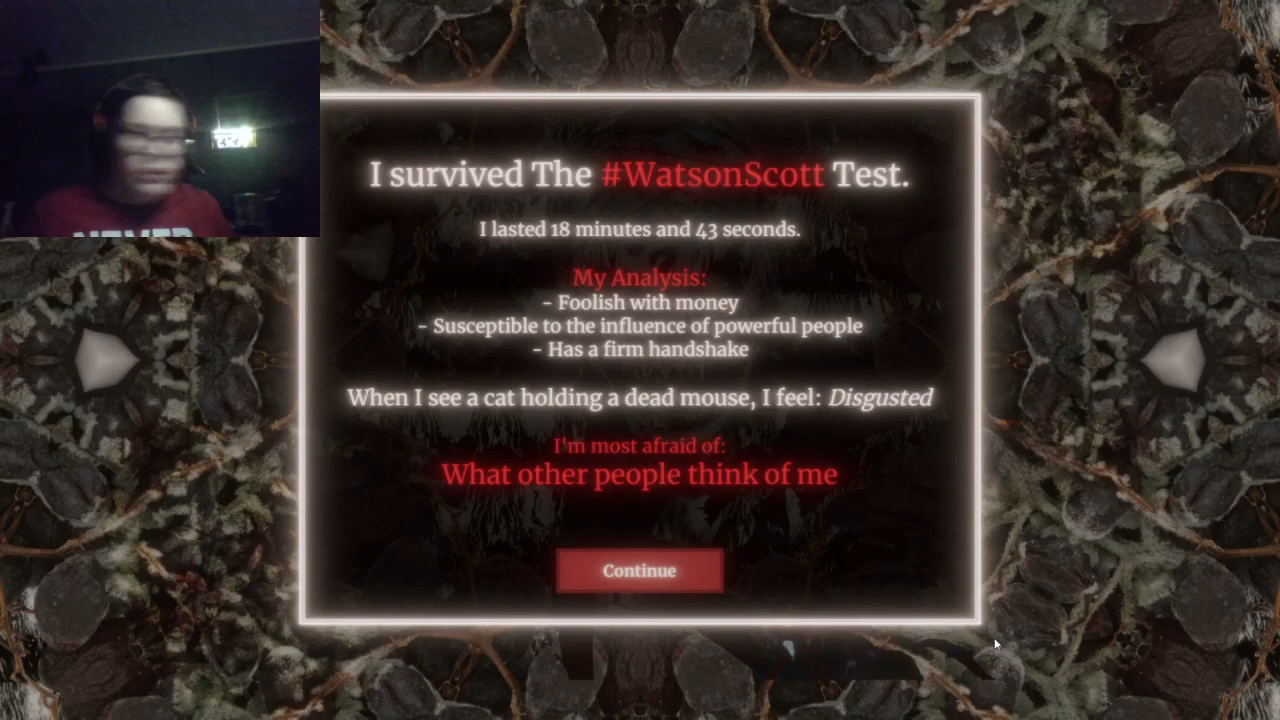 I survived The #WatsonScott Test.
I lasted 18 minutes and 43 seconds.
My Analysis:
- Foolish with money
- Susceptible to the influence of powerful people
- Has a firm handshake
When I see a cat holding a dead mouse, I feel: Disgusted
I'm most afraid of:
What other people think of me
Continue